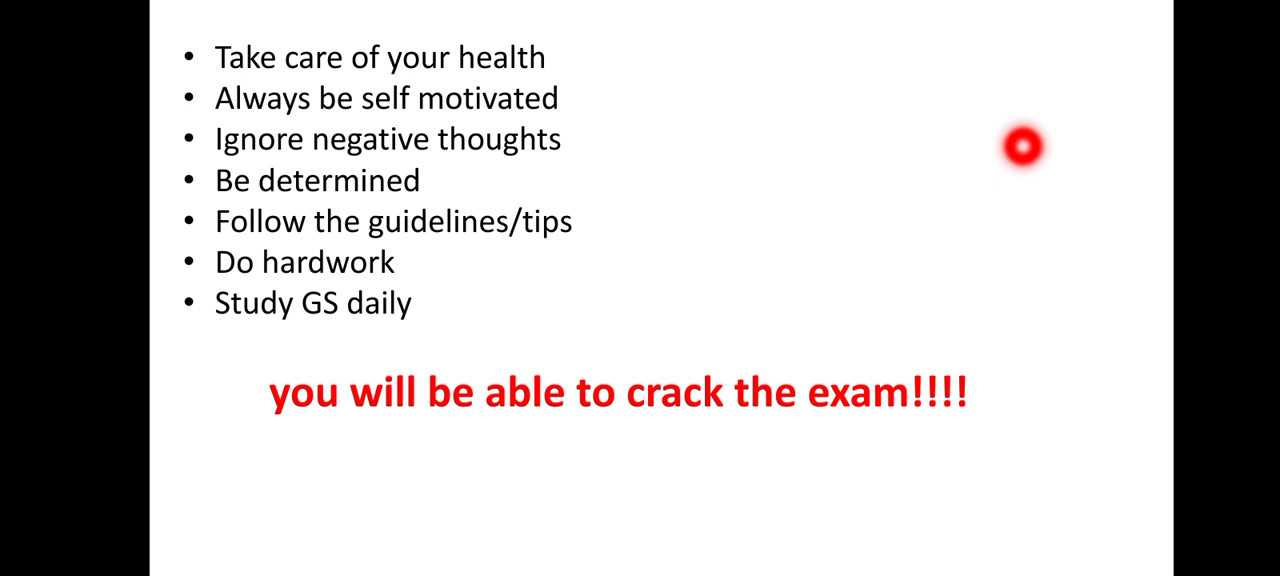 • Take care of your health
• Always be self motivated
• Ignore negative thoughts
• Be determined
• Follow the guidelines/tips
• Do hardwork
• Study GS daily
you will be able to crack the exam!!!!